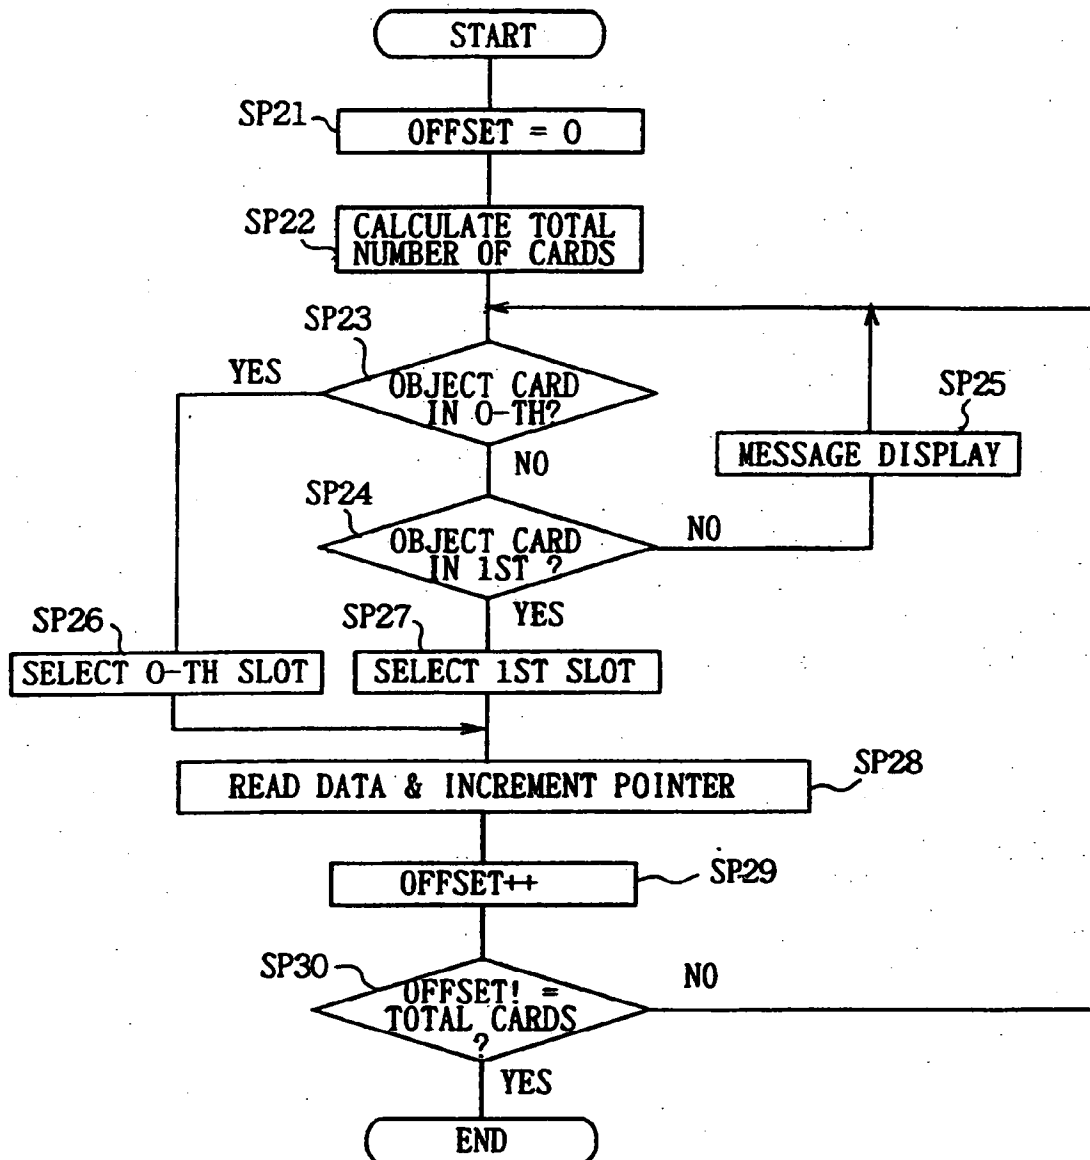 START
SP21
OFFSET = 0
SP22
CALCULATE TOTAL
NUMBER OF CARDS
SP23
YES
OBJECT CARD
IN 0-TH?
NO
SP25
MESSAGE DISPLAY
SP24
OBJECT CARD
IN 1ST ?
NO
YES
SP26
SELECT 0-TH SLOT
SP27
SELECT 1ST SLOT
READ DATA & INCREMENT POINTER
SP28
OFFSET++
SP29
SP30
OFFSET! =
TOTAL CARDS
?
NO
YES
END